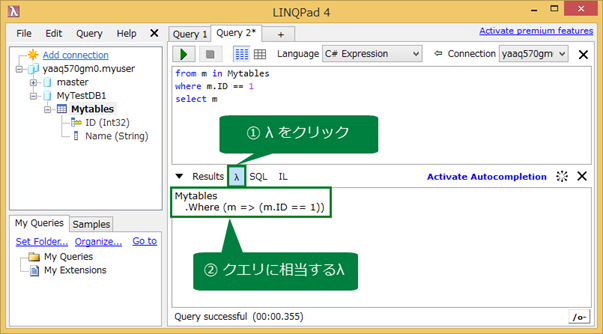 λ
LINQPad 4
File Edit Query Help
Query 1 Query 2* +
Activate premium features
Language C# Expression
Connection yaaq570gm0
Add connection
yaaq570gm0.myuser
master
MyTestDB1
Mytables
ID (Int32)
Name (String)
from m in Mytables
where m.ID == 1
select m
① λ をクリック
Results λ SQL IL
Activate Autocompletion
Mytables
.Where (m => (m.ID == 1))
② クエリに相当するλ
My Queries Samples
Set Folder... Organize... Go to
My Queries
My Extensions
Query successful (00:00.355)
/o-